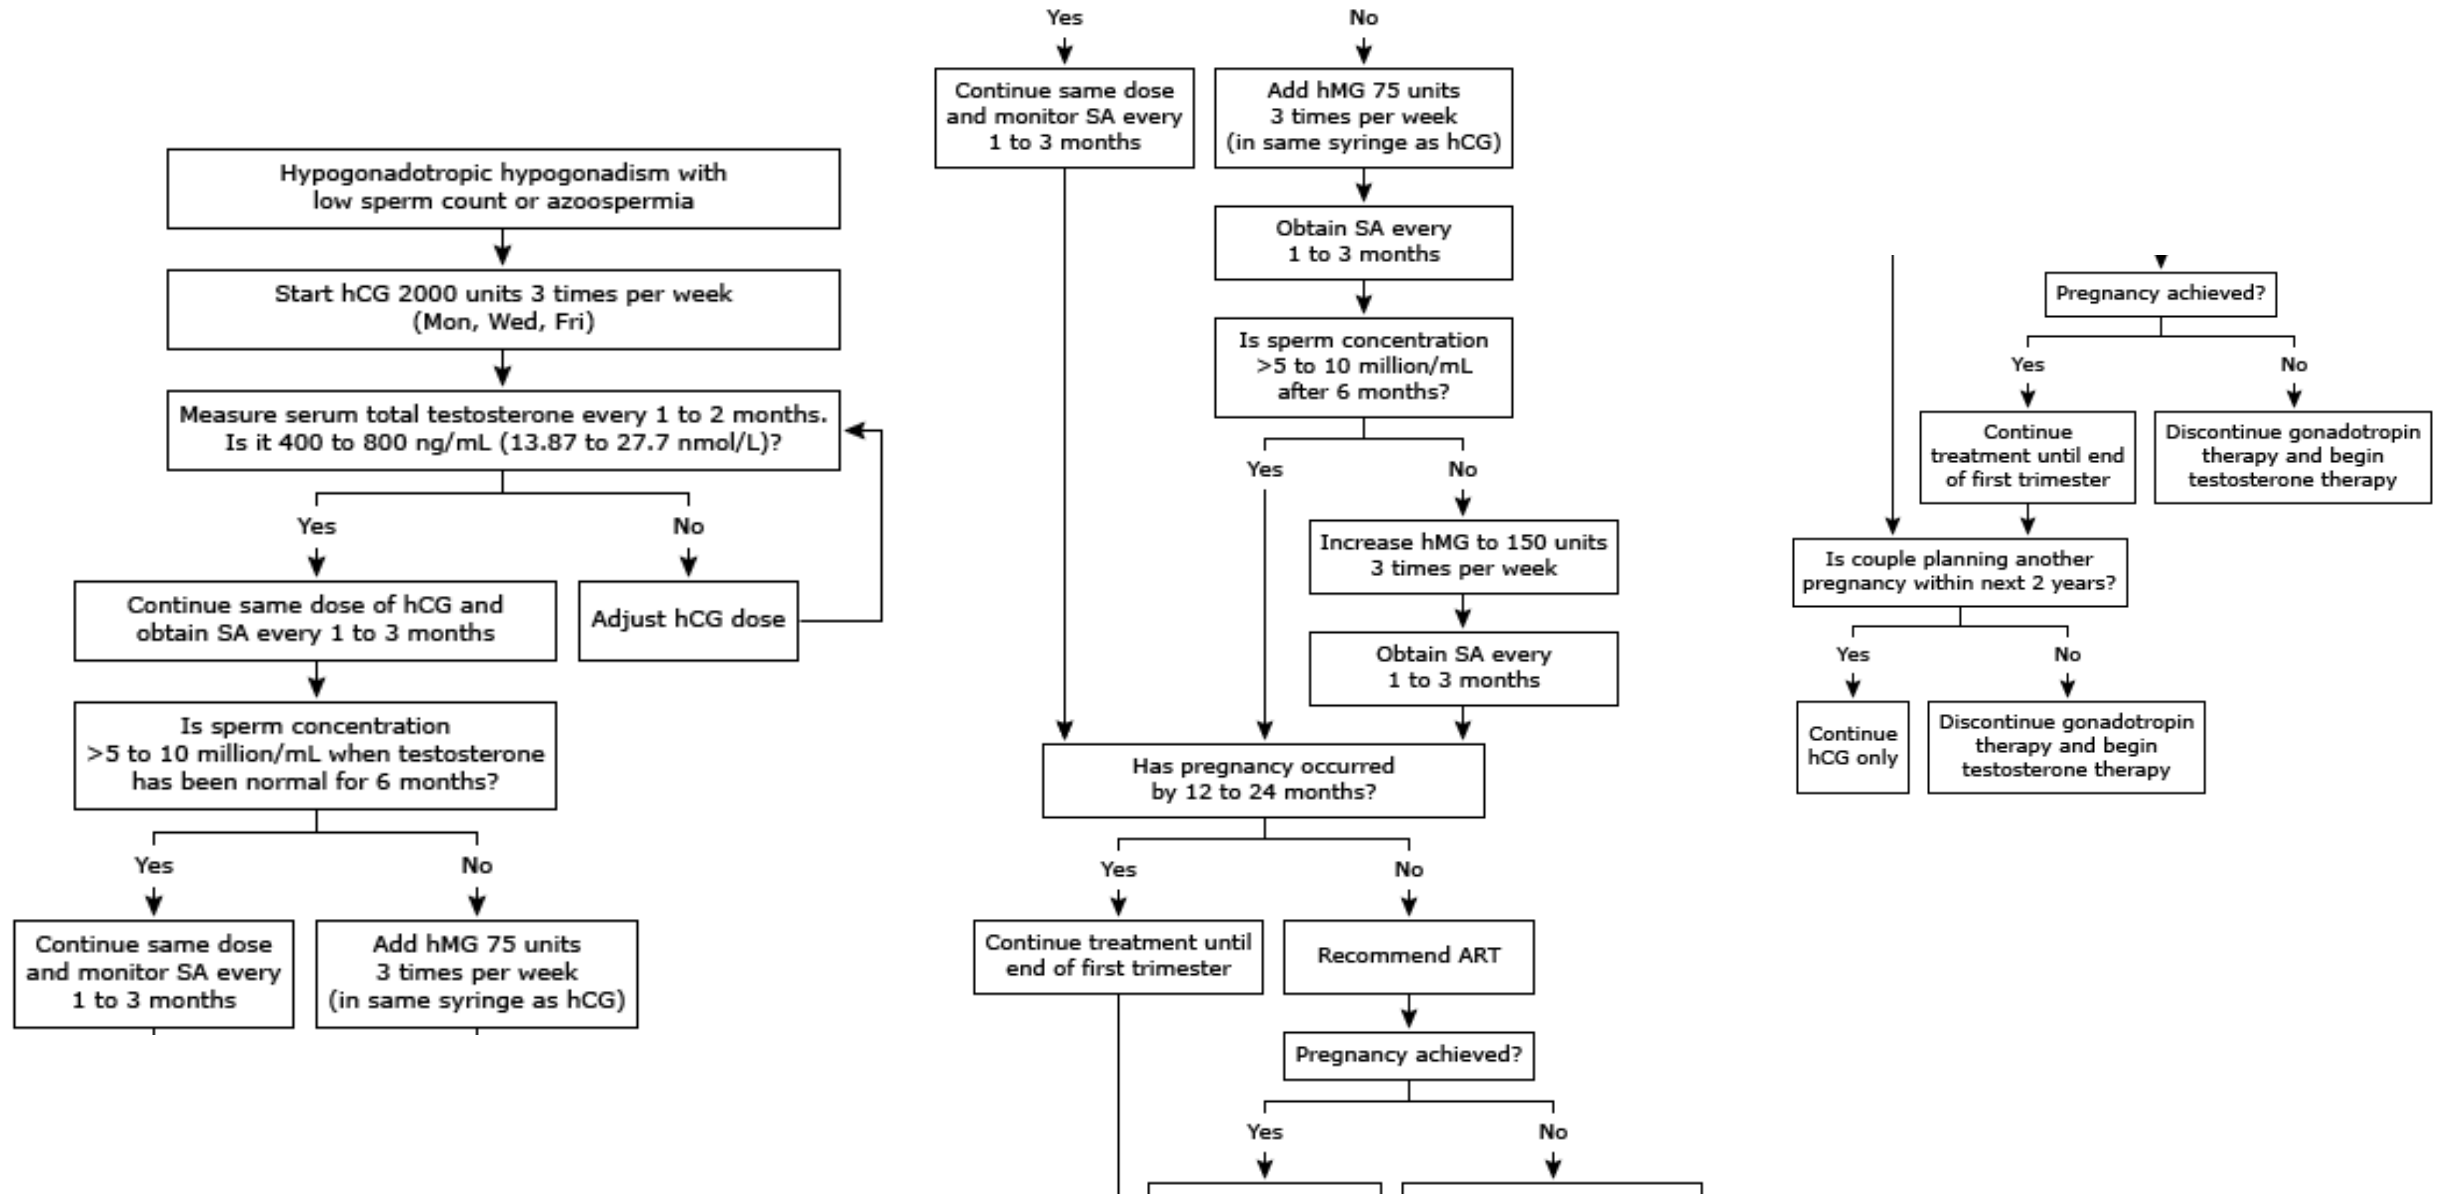 Hypogonadotropic hypogonadism with
low sperm count or azoospermia
Start hCG 2000 units 3 times per week
(Mon, Wed, Fri)
Measure serum total testosterone every 1 to 2 months.
Is it 400 to 800 ng/mL (13.87 to 27.7 nmol/L)?
Yes
No
Continue same dose of hCG and
obtain SA every 1 to 3 months
Adjust hCG dose
Is sperm concentration
>5 to 10 million/mL when testosterone
has been normal for 6 months?
Yes
No
Continue same dose
and monitor SA every
1 to 3 months
Add hMG 75 units
3 times per week
(in same syringe as hCG)
Yes
No
Continue same dose
and monitor SA every
1 to 3 months
Add hMG 75 units
3 times per week
(in same syringe as hCG)
Obtain SA every
1 to 3 months
Is sperm concentration
>5 to 10 million/mL
after 6 months?
Yes
No
Increase hMG to 150 units
3 times per week
Obtain SA every
1 to 3 months
Has pregnancy occurred
by 12 to 24 months?
Yes
No
Continue treatment until
end of first trimester
Recommend ART
Pregnancy achieved?
Yes
No
Pregnancy achieved?
Yes
No
Continue
treatment until end
of first trimester
Discontinue gonadotropin
therapy and begin
testosterone therapy
Is couple planning another
pregnancy within next 2 years?
Yes
No
Continue
hCG only
Discontinue gonadotropin
therapy and begin
testosterone therapy